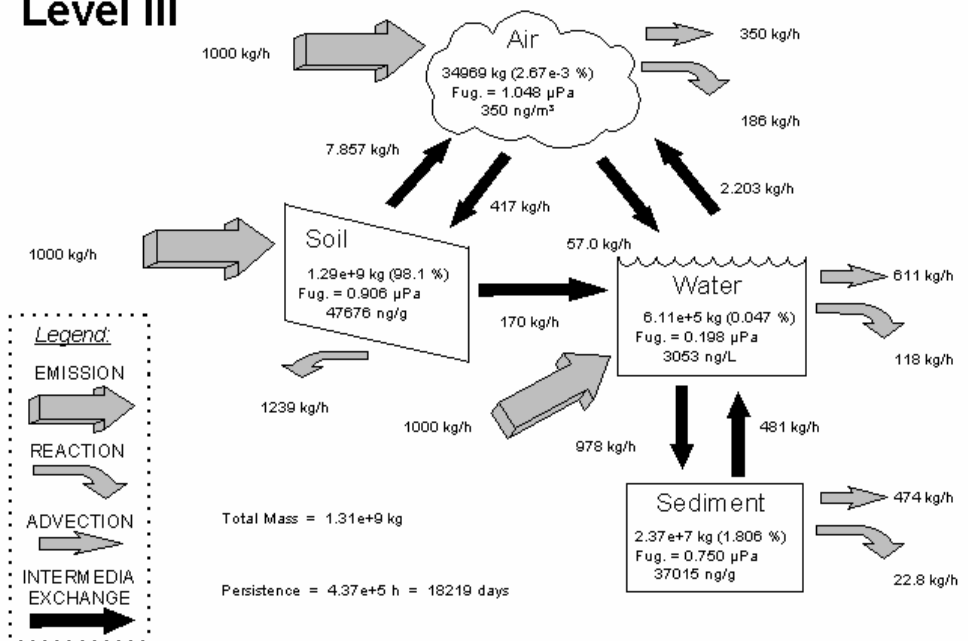 Level III
1000 kg/h
Air
34969 kg (2.67e-3 %)
Fug. = 1.048 µPa
350 ng/m³
350 kg/h
186 kg/h
7.857 kg/h
417 kg/h
57.0 kg/h
2.203 kg/h
1000 kg/h
Soil
1.29e+9 kg (98.1 %)
Fug. = 0.906 µPa
47676 ng/g
170 kg/h
1239 kg/h
Water
6.11e+5 kg (0.047 %)
Fug. = 0.198 µPa
3053 ng/L
611 kg/h
118 kg/h
1000 kg/h
978 kg/h
481 kg/h
Sediment
2.37e+7 kg (1.806 %)
Fug. = 0.750 µPa
37015 ng/g
474 kg/h
22.8 kg/h
Legend:
EMISSION
REACTION
ADVECTION
INTERMEDIA
EXCHANGE
Total Mass = 1.31e+9 kg
Persistence = 4.37e+5 h = 18219 days